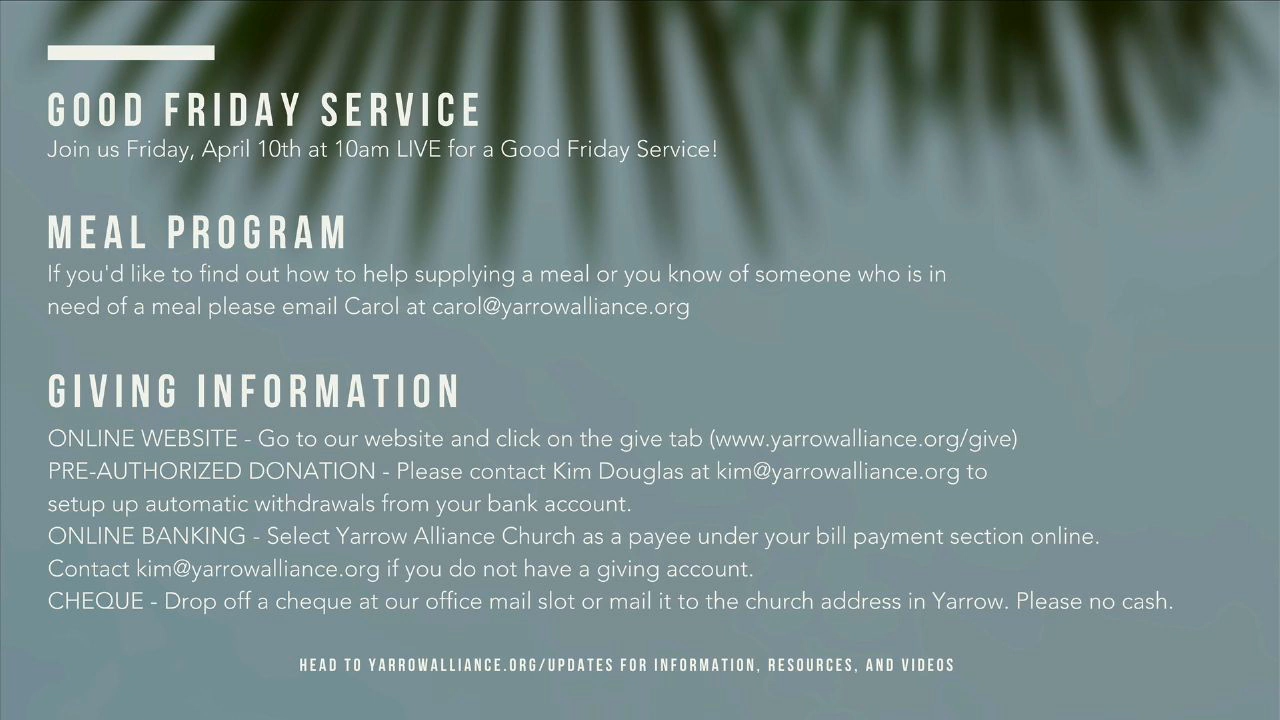 GOOD FRIDAY SERVICE
Join us Friday, April 10th at 10am LIVE for a Good Friday Service!
MEAL PROGRAM
If you'd like to find out how to help supplying a meal or you know of someone who is in
need of a meal please email Carol at carol@yarrowalliance.org
GIVING INFORMATION
ONLINE WEBSITE - Go to our website and click on the give tab (www.yarrowalliance.org/give)
PRE-AUTHORIZED DONATION - Please contact Kim Douglas at kim@yarrowalliance.org to
setup up automatic withdrawals from your bank account.
ONLINE BANKING - Select Yarrow Alliance Church as a payee under your bill payment section online.
Contact kim@yarrowalliance.org if you do not have a giving account.
CHEQUE - Drop off a cheque at our office mail slot or mail it to the church address in Yarrow. Please no cash.
HEAD TO YARROWALLIANCE.ORG/UPDATES FOR INFORMATION, RESOURCES, AND VIDEOS